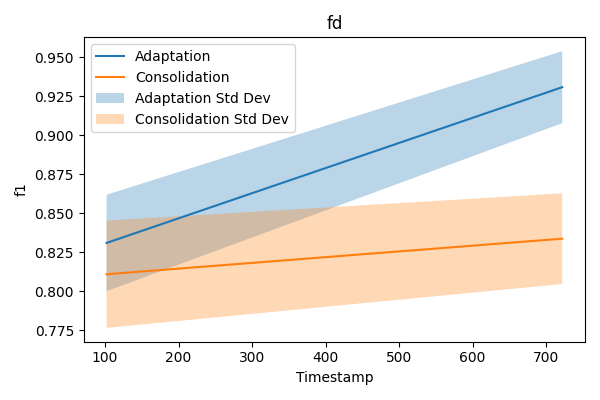 fd
Adaptation
Consolidation
Adaptation Std Dev
Consolidation Std Dev
f1
0.950
0.925
0.900
0.875
0.850
0.825
0.800
0.775
100 200 300 400 500 600 700
Timestamp